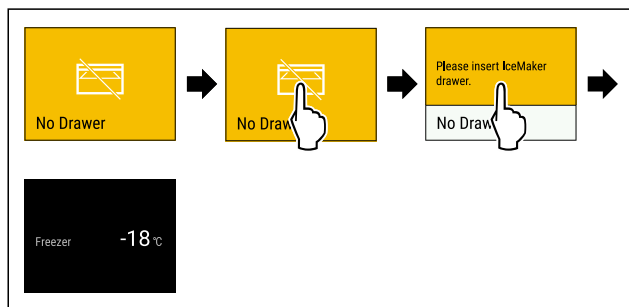 No Drawer
No Draw
Please insert IceMaker
drawer.
No Draw
Freezer -18 °C